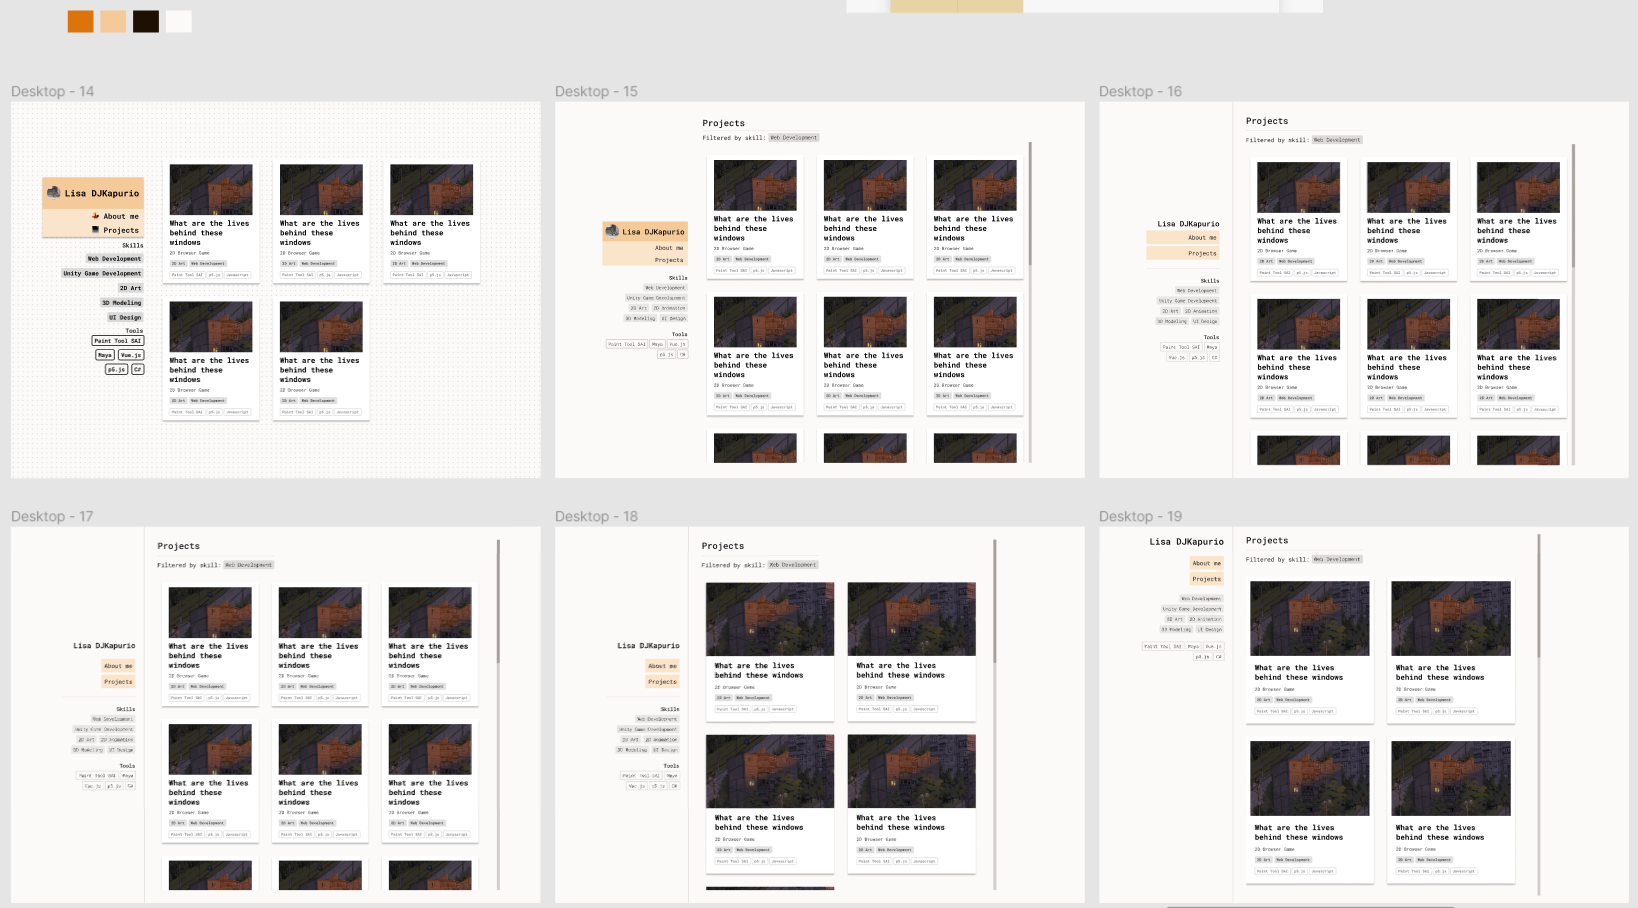 Desktop - 14
Lisa DJKapurio
About me
Projects
Skills
Web Development
Unity Game Development
2D Art
3D Modeling
UI Design
Tools
Paint Tool SAI
Maya Vue.js
p5.js C#
What are the lives
behind these
windows
2D Browser Game
2D Art Web Development
Paint Tool SAI p5.js Javascript
What are the lives
behind these
windows
2D Browser Game
2D Art Web Development
Paint Tool SAI p5.js Javascript
What are the lives
behind these
windows
2D Browser Game
2D Art Web Development
Paint Tool SAI p5.js Javascript
What are the lives
behind these
windows
2D Browser Game
2D Art Web Development
Paint Tool SAI p5.js Javascript
What are the lives
behind these
windows
2D Browser Game
2D Art Web Development
Paint Tool SAI p5.js Javascript
Desktop - 15
Lisa DJKapurio
About me
Projects
Skills
Web Development
Unity Game Development
2D Art 2D Animation
3D Modeling UI Design
Tools
Paint Tool SAI Maya Vue.js
p5.js C#
Projects
Filtered by skill: Web Development
What are the lives
behind these
windows
2D Browser Game
2D Art Web Development
Paint Tool SAI p5.js Javascript
What are the lives
behind these
windows
2D Browser Game
2D Art Web Development
Paint Tool SAI p5.js Javascript
What are the lives
behind these
windows
2D Browser Game
2D Art Web Development
Paint Tool SAI p5.js Javascript
What are the lives
behind these
windows
2D Browser Game
2D Art Web Development
Paint Tool SAI p5.js Javascript
What are the lives
behind these
windows
2D Browser Game
2D Art Web Development
Paint Tool SAI p5.js Javascript
What are the lives
behind these
windows
2D Browser Game
2D Art Web Development
Paint Tool SAI p5.js Javascript
Desktop - 16
Lisa DJKapurio
About me
Projects
Skills
Web Development
Unity Game Development
2D Art 2D Animation
3D Modeling UI Design
Tools
Paint Tool SAI Maya
Vue.js p5.js C#
Projects
Filtered by skill: Web Development
What are the lives
behind these
windows
2D Browser Game
2D Art Web Development
Paint Tool SAI p5.js Javascript
What are the lives
behind these
windows
2D Browser Game
2D Art Web Development
Paint Tool SAI p5.js Javascript
What are the lives
behind these
windows
2D Browser Game
2D Art Web Development
Paint Tool SAI p5.js Javascript
What are the lives
behind these
windows
2D Browser Game
2D Art Web Development
Paint Tool SAI p5.js Javascript
What are the lives
behind these
windows
2D Browser Game
2D Art Web Development
Paint Tool SAI p5.js Javascript
What are the lives
behind these
windows
2D Browser Game
2D Art Web Development
Paint Tool SAI p5.js Javascript
Desktop - 17
Lisa DJKapurio
About me
Projects
Skills
Web Development
Unity Game Development
2D Art 2D Animation
3D Modeling UI Design
Tools
Paint Tool SAI Maya
Vue.js p5.js C#
Projects
Filtered by skill: Web Development
What are the lives
behind these
windows
2D Browser Game
2D Art Web Development
Paint Tool SAI p5.js Javascript
What are the lives
behind these
windows
2D Browser Game
2D Art Web Development
Paint Tool SAI p5.js Javascript
What are the lives
behind these
windows
2D Browser Game
2D Art Web Development
Paint Tool SAI p5.js Javascript
What are the lives
behind these
windows
2D Browser Game
2D Art Web Development
Paint Tool SAI p5.js Javascript
What are the lives
behind these
windows
2D Browser Game
2D Art Web Development
Paint Tool SAI p5.js Javascript
What are the lives
behind these
windows
2D Browser Game
2D Art Web Development
Paint Tool SAI p5.js Javascript
Desktop - 18
Lisa DJKapurio
About me
Projects
Skills
Web Development
Unity Game Development
2D Art 2D Animation
3D Modeling UI Design
Tools
Paint Tool SAI Maya
Vue.js p5.js C#
Projects
Filtered by skill: Web Development
What are the lives
behind these windows
2D Browser Game
2D Art Web Development
Paint Tool SAI p5.js Javascript
What are the lives
behind these windows
2D Browser Game
2D Art Web Development
Paint Tool SAI p5.js Javascript
What are the lives
behind these windows
2D Browser Game
2D Art Web Development
Paint Tool SAI p5.js Javascript
What are the lives
behind these windows
2D Browser Game
2D Art Web Development
Paint Tool SAI p5.js Javascript
Desktop - 19
Lisa DJKapurio
About me
Projects
Web Development
Unity Game Development
2D Art 2D Animation
3D Modeling UI Design
Paint Tool SAI Maya Vue.js
p5.js C#
Projects
Filtered by skill: Web Development
What are the lives
behind these windows
2D Browser Game
2D Art Web Development
Paint Tool SAI p5.js Javascript
What are the lives
behind these windows
2D Browser Game
2D Art Web Development
Paint Tool SAI p5.js Javascript
What are the lives
behind these windows
2D Browser Game
2D Art Web Development
Paint Tool SAI p5.js Javascript
What are the lives
behind these windows
2D Browser Game
2D Art Web Development
Paint Tool SAI p5.js Javascript